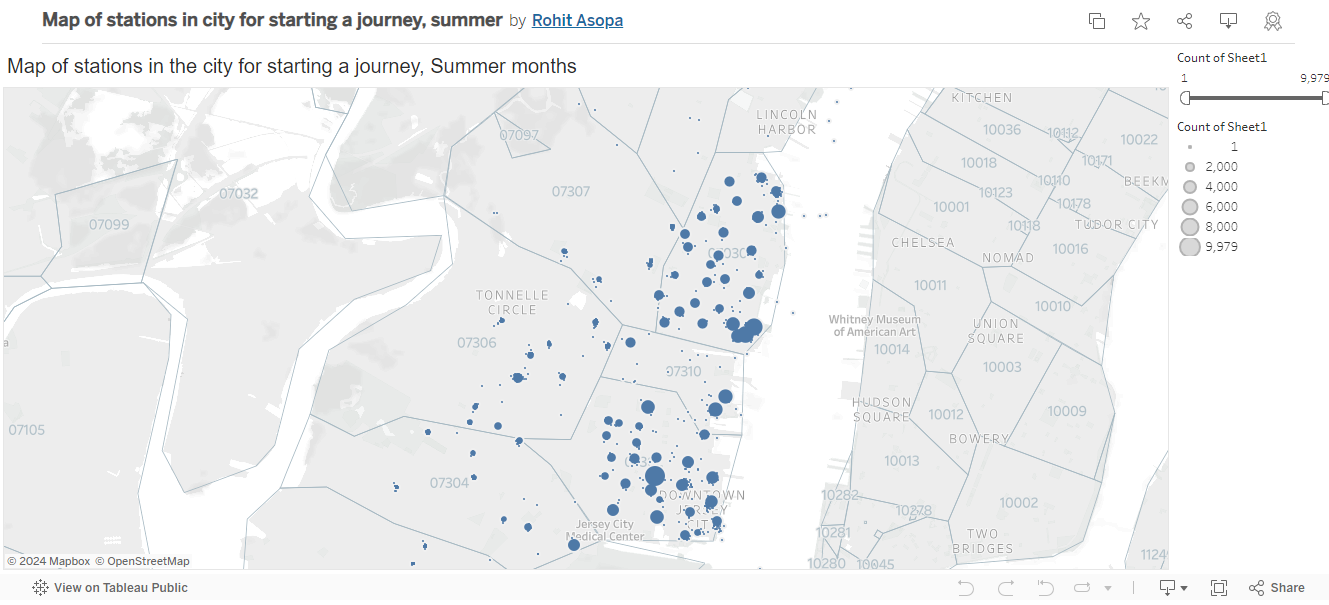 Map of stations in city for starting a journey, summer by Rohit Asopa
Map of stations in the city for starting a journey, Summer months
Count of Sheet1
1 9,979
Count of Sheet1
1
2,000
4,000
6,000
8,000
9,979
LINCOLN
HARBOR
KITCHEN
07097
10036
10112
10022
07307
10018
10171
07032
10123
10110
BEEKM
07099
10001
10178
10118
TUDOR CITY
CHELSEA
10016
NOMAD
10011
TONNELLE
CIRCLE
10010
Whitney Museum
of American Art
UNION
SQUARE
07306
10014
10003
07310
HUDSON
SQUARE
10012
10009
07105
BOWERY
10013
07304
DOWNTOWN
JERSEY
CITY
10282
10278
10002
Jersey City
Medical Center
10281
TWO
BRIDGES
10280
10045
1124
© 2024 Mapbox © OpenStreetMap
View on Tableau Public
Share